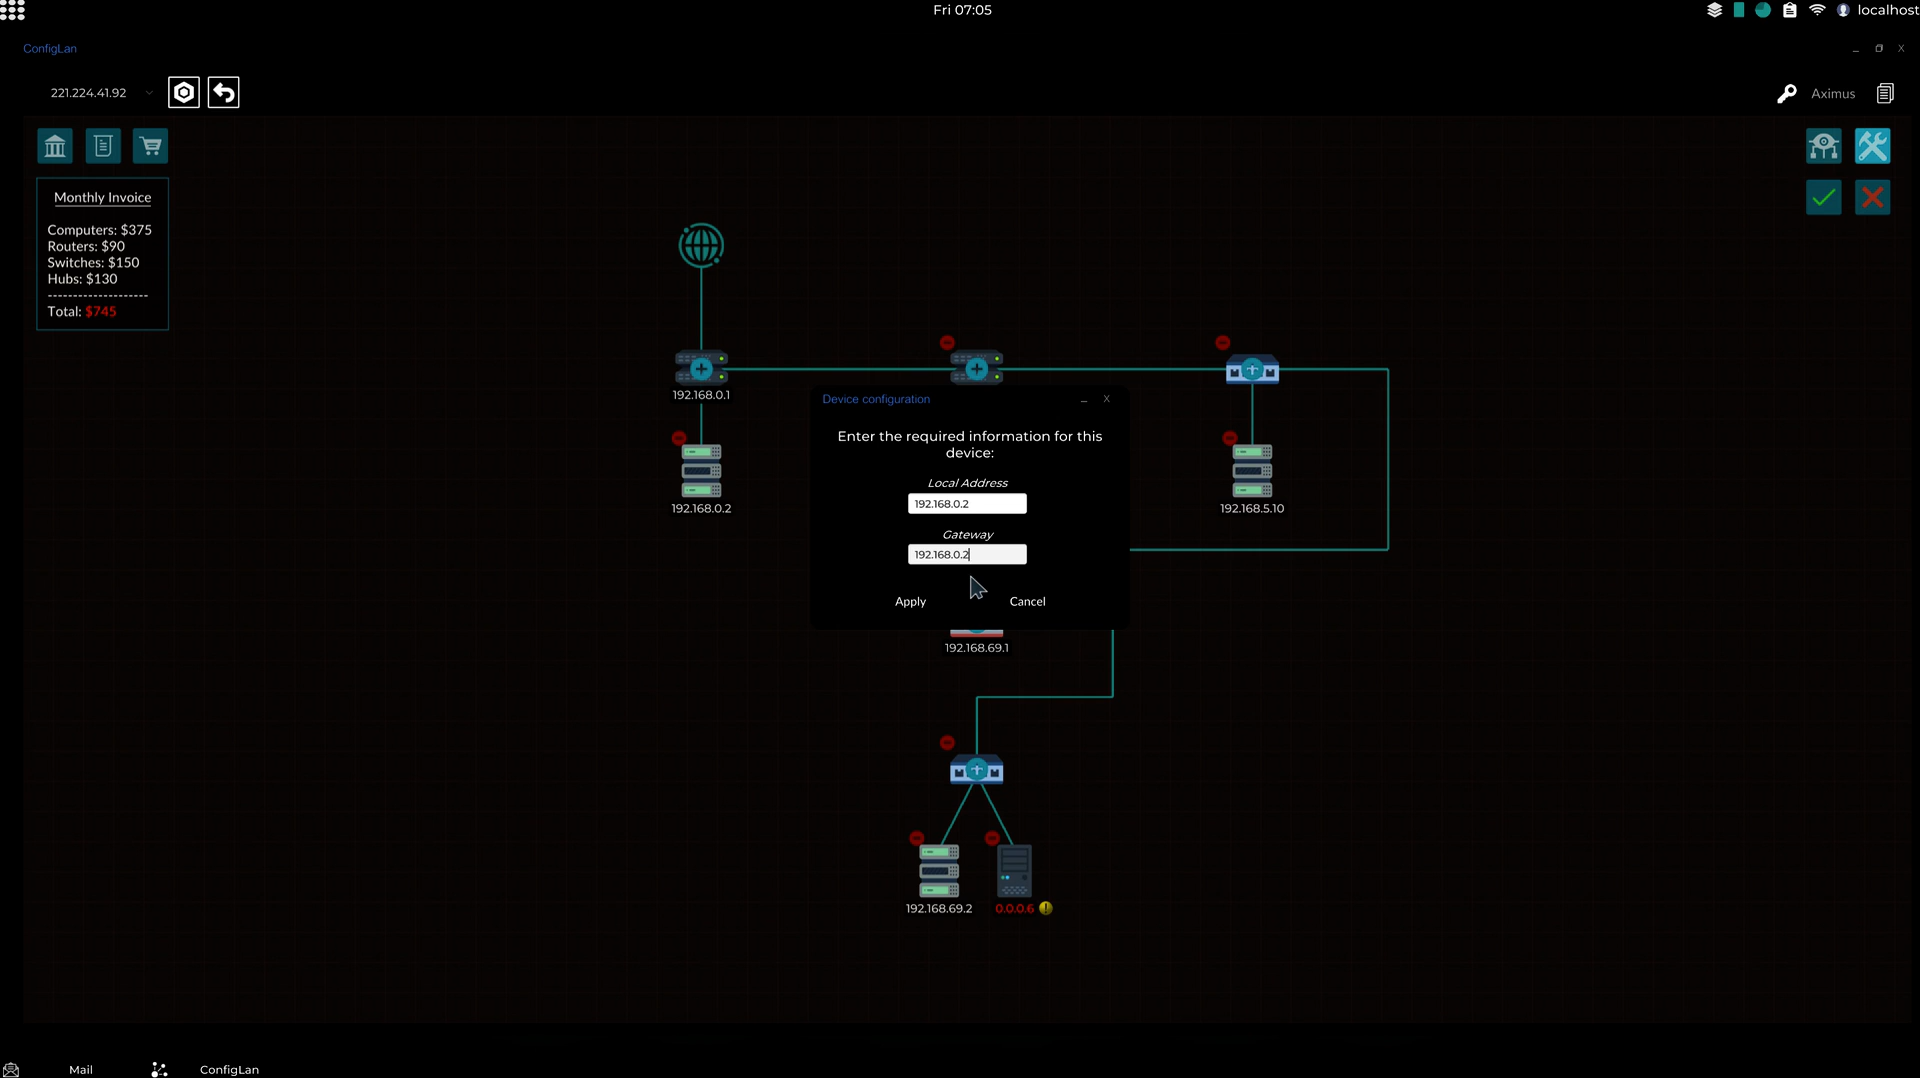 Fri 07:05
localhost
ConfigLan
221.224.41.92
Aximus
Monthly Invoice
Computers: $375
Routers: $90
Switches: $150
Hubs: $130
---------------------
Total: $745
192.168.0.1
192.168.0.2
192.168.5.10
Device configuration
_ X
Enter the required information for this
device:
Local Address
192.168.0.2
Gateway
192.168.0.2
Apply
Cancel
192.168.69.1
192.168.69.2
0.0.0.6
Mail
ConfigLan